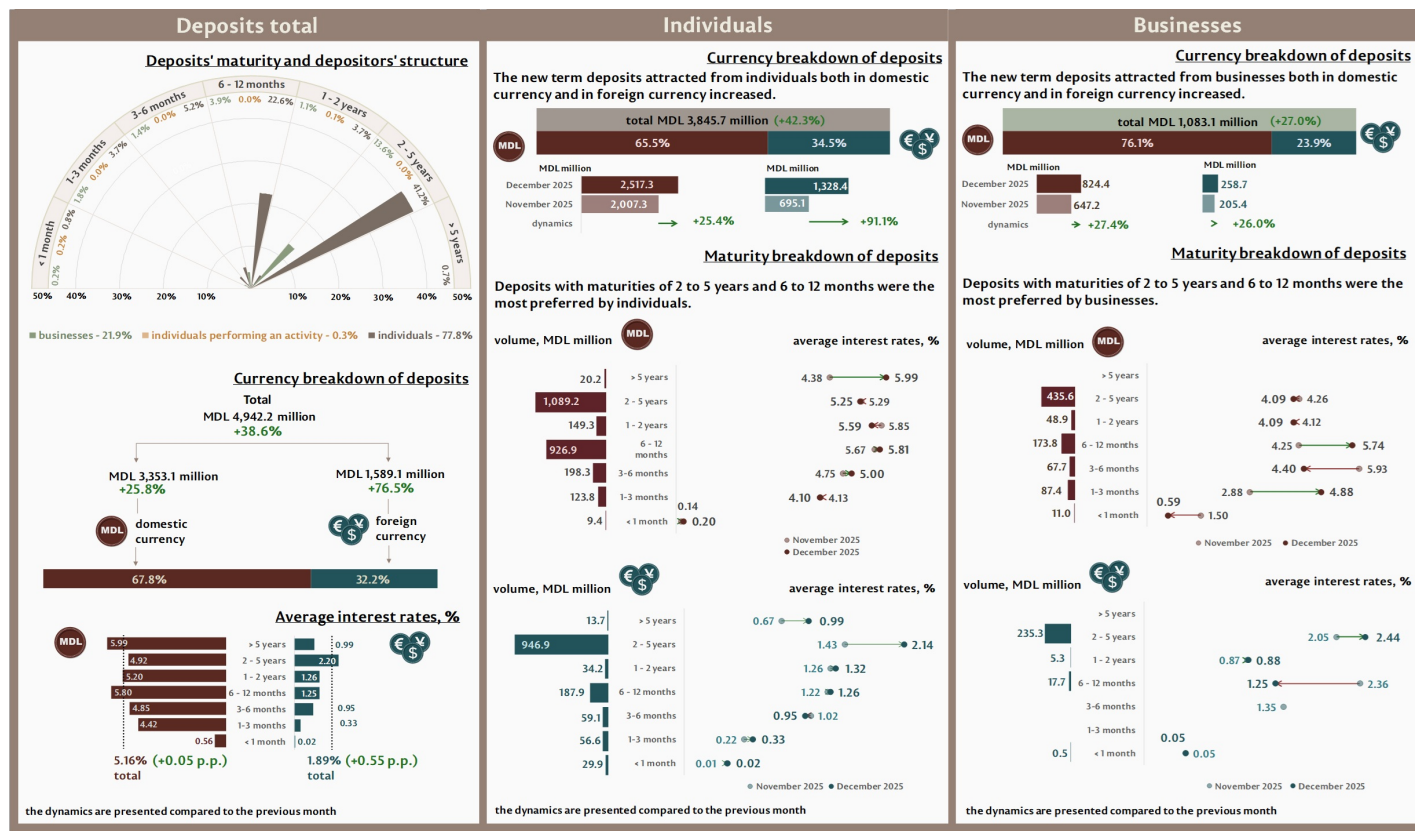 Deposits total
Deposits' maturity and depositors' structure
< 1 month
1-3 months
3-6 months
6 - 12 months
1 - 2 years
2 - 5 years
> 5 years
0.2%
0.2%
0.8%
1.8%
0.0%
3.7%
1.4%
0.0%
5.2%
3.9%
0.0%
22.6%
1.1%
0.1%
3.7%
13.6%
0.0%
41.2%
0.7%
50% 40% 30% 20% 10% 10% 20% 30% 40% 50%
businesses - 21.9% individuals performing an activity - 0.3% individuals - 77.8%
Currency breakdown of deposits
Total
MDL 4,942.2 million
+38.6%
MDL 3,353.1 million
+25.8%
MDL 1,589.1 million
+76.5%
MDL
domestic
currency
€ ¥ $
foreign
currency
67.8% 32.2%
Average interest rates, %
MDL
€ ¥ $
5.99 > 5 years 0.99
4.92 2 - 5 years 2.20
5.20 1 - 2 years 1.26
5.80 6 - 12 months 1.25
4.85 3-6 months 0.95
4.42 1-3 months 0.33
0.56 < 1 month 0.02
5.16% (+0.05 p.p.)
total
1.89% (+0.55 p.p.)
total
the dynamics are presented compared to the previous month
Individuals
Currency breakdown of deposits
The new term deposits attracted from individuals both in domestic
currency and in foreign currency increased.
total MDL 3,845.7 million (+42.3%)
MDL
65.5% 34.5%
€ ¥ $
MDL million MDL million
December 2025 2,517.3 1,328.4
November 2025 2,007.3 695.1
dynamics +25.4% +91.1%
Maturity breakdown of deposits
Deposits with maturities of 2 to 5 years and 6 to 12 months were the
most preferred by individuals.
volume, MDL million MDL average interest rates, %
20.2 > 5 years 4.38 5.99
1,089.2 2 - 5 years 5.25 5.29
149.3 1 - 2 years 5.59 5.85
926.9 6 - 12
months 5.67 5.81
198.3 3-6 months 4.75 5.00
123.8 1-3 months 4.10 4.13
9.4 < 1 month 0.14 0.20
November 2025
December 2025
volume, MDL million € ¥ $ average interest rates, %
13.7 > 5 years 0.67 0.99
946.9 2 - 5 years 1.43 2.14
34.2 1 - 2 years 1.26 1.32
187.9 6 - 12 months 1.22 1.26
59.1 3-6 months 0.95 1.02
56.6 1-3 months 0.22 0.33
29.9 < 1 month 0.01 0.02
November 2025 December 2025
the dynamics are presented compared to the previous month
Businesses
Currency breakdown of deposits
The new term deposits attracted from businesses both in domestic
currency and in foreign currency increased.
total MDL 1,083.1 million (+27.0%)
MDL
76.1% 23.9%
€ ¥ $
MDL million MDL million
December 2025 824.4 258.7
November 2025 647.2 205.4
dynamics +27.4% +26.0%
Maturity breakdown of deposits
Deposits with maturities of 2 to 5 years and 6 to 12 months were the
most preferred by businesses.
volume, MDL million MDL average interest rates, %
> 5 years
435.6 2 - 5 years 4.09 4.26
48.9 1 - 2 years 4.09 4.12
173.8 6 - 12 months 4.25 5.74
67.7 3-6 months 4.40 5.93
87.4 1-3 months 2.88 4.88
11.0 < 1 month 0.59 1.50
November 2025 December 2025
volume, MDL million € ¥ $ average interest rates, %
> 5 years
235.3 2 - 5 years 2.05 2.44
5.3 1 - 2 years 0.87 0.88
17.7 6 - 12 months 1.25 2.36
3-6 months 1.35
1-3 months
0.5 < 1 month 0.05 0.05
November 2025 December 2025
the dynamics are presented compared to the previous month